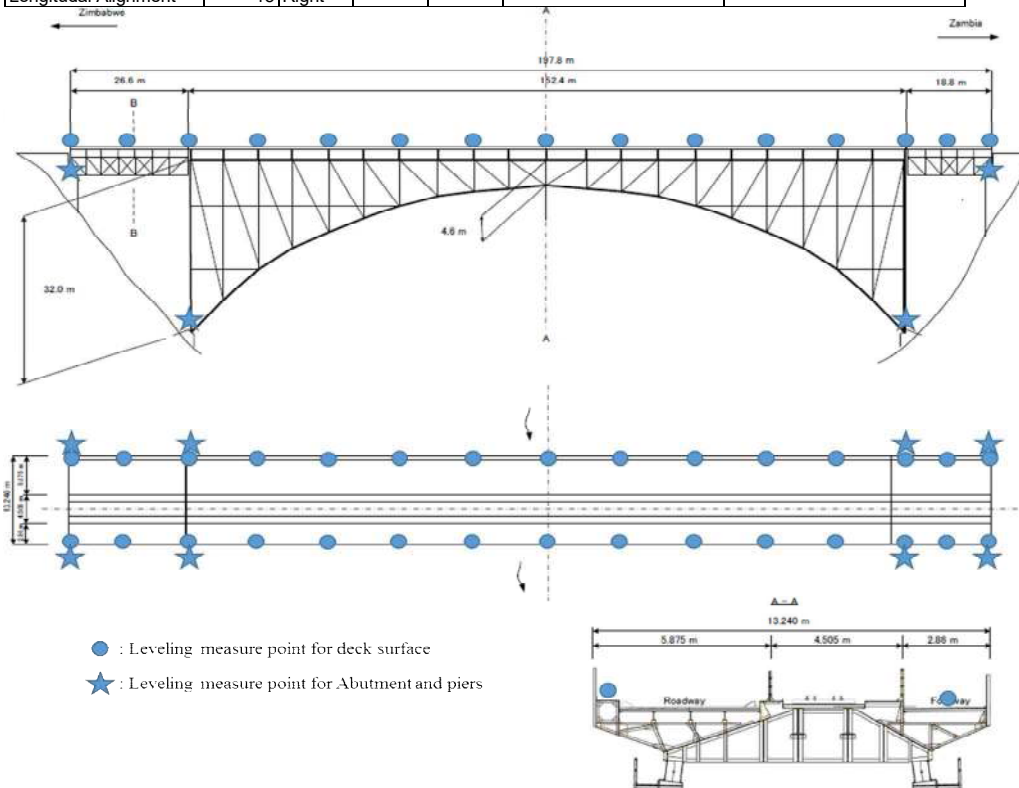 Longitudal Alignment Right
Zimbabwe
A
Zambia
197.8 m
26.6 m
152.4 m
18.8 m
B
B
4.6 m
32.0 m
A
13.240 m
A - A
13.240 m
5.875 m
4.505 m
2.86 m
: Leveling measure point for deck surface
: Leveling measure point for Abutment and piers
Roadway